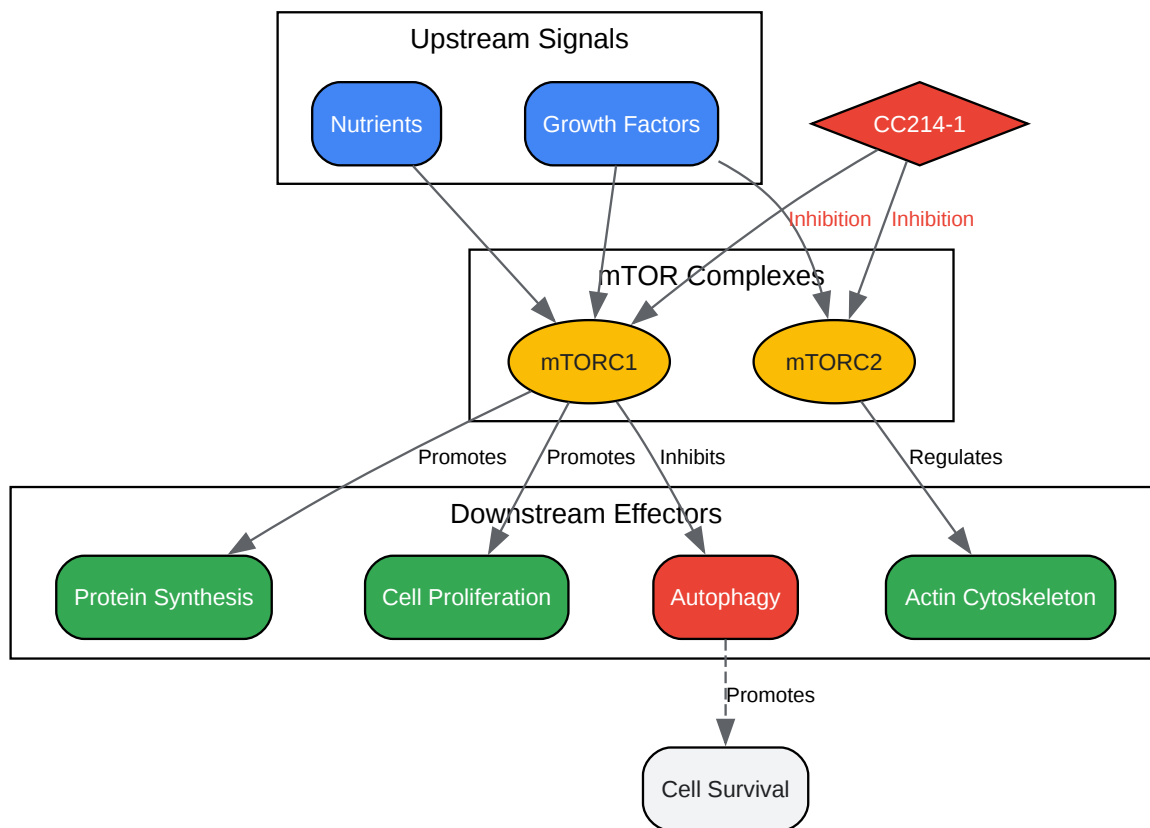 Upstream Signals
Nutrients
Growth Factors
CC214-1
Inhibition
Inhibition
mTOR Complexes
mTORC1
mTORC2
Promotes
Promotes
Inhibits
Regulates
Downstream Effectors
Protein Synthesis
Cell Proliferation
Autophagy
Actin Cytoskeleton
Promotes
Cell Survival